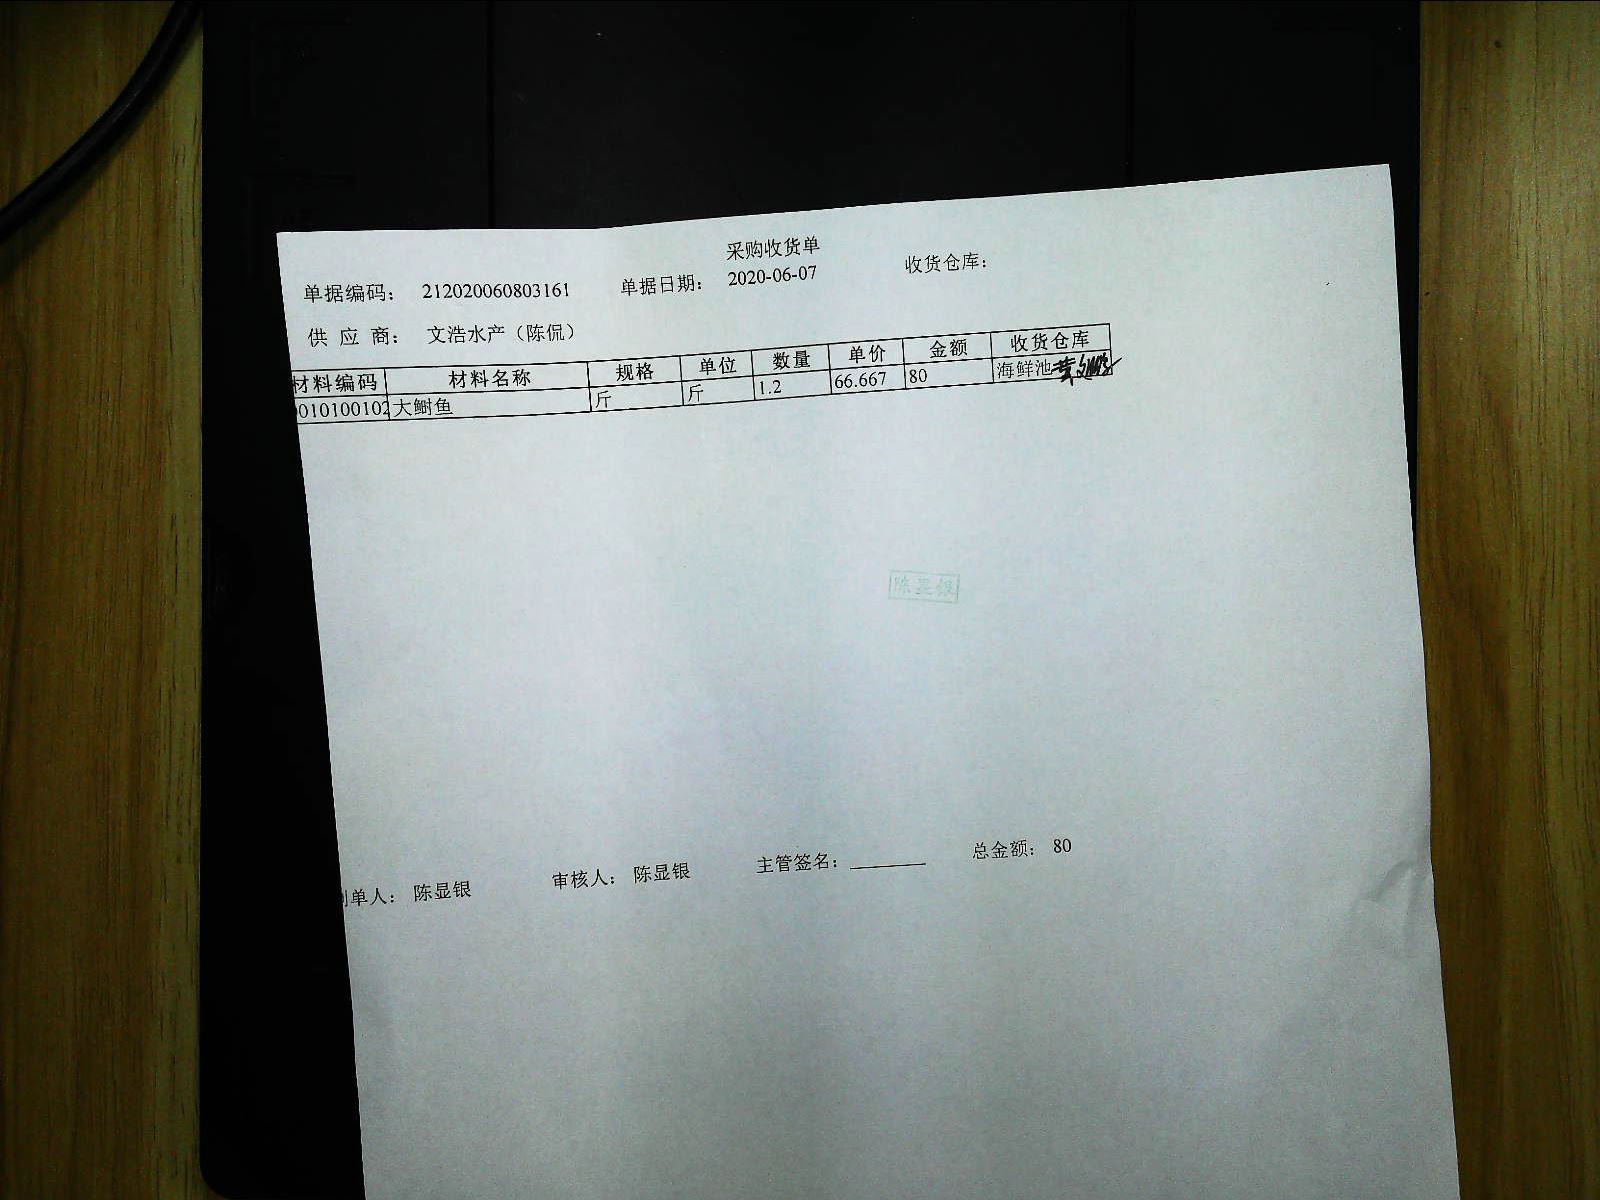 采购收货单
单据编码： 212020060803161 单据日期： 2020-06-07 收货仓库：
供 应 商： 文浩水产（陈侃）
材料编码 材料名称 规格 单位 数量 单价 金额 收货仓库
010100102 大鲥鱼 斤 斤 1.2 66.667 80 海鲜池
陈显银
单人： 陈显银 审核人： 陈显银 主管签名： 总金额： 80